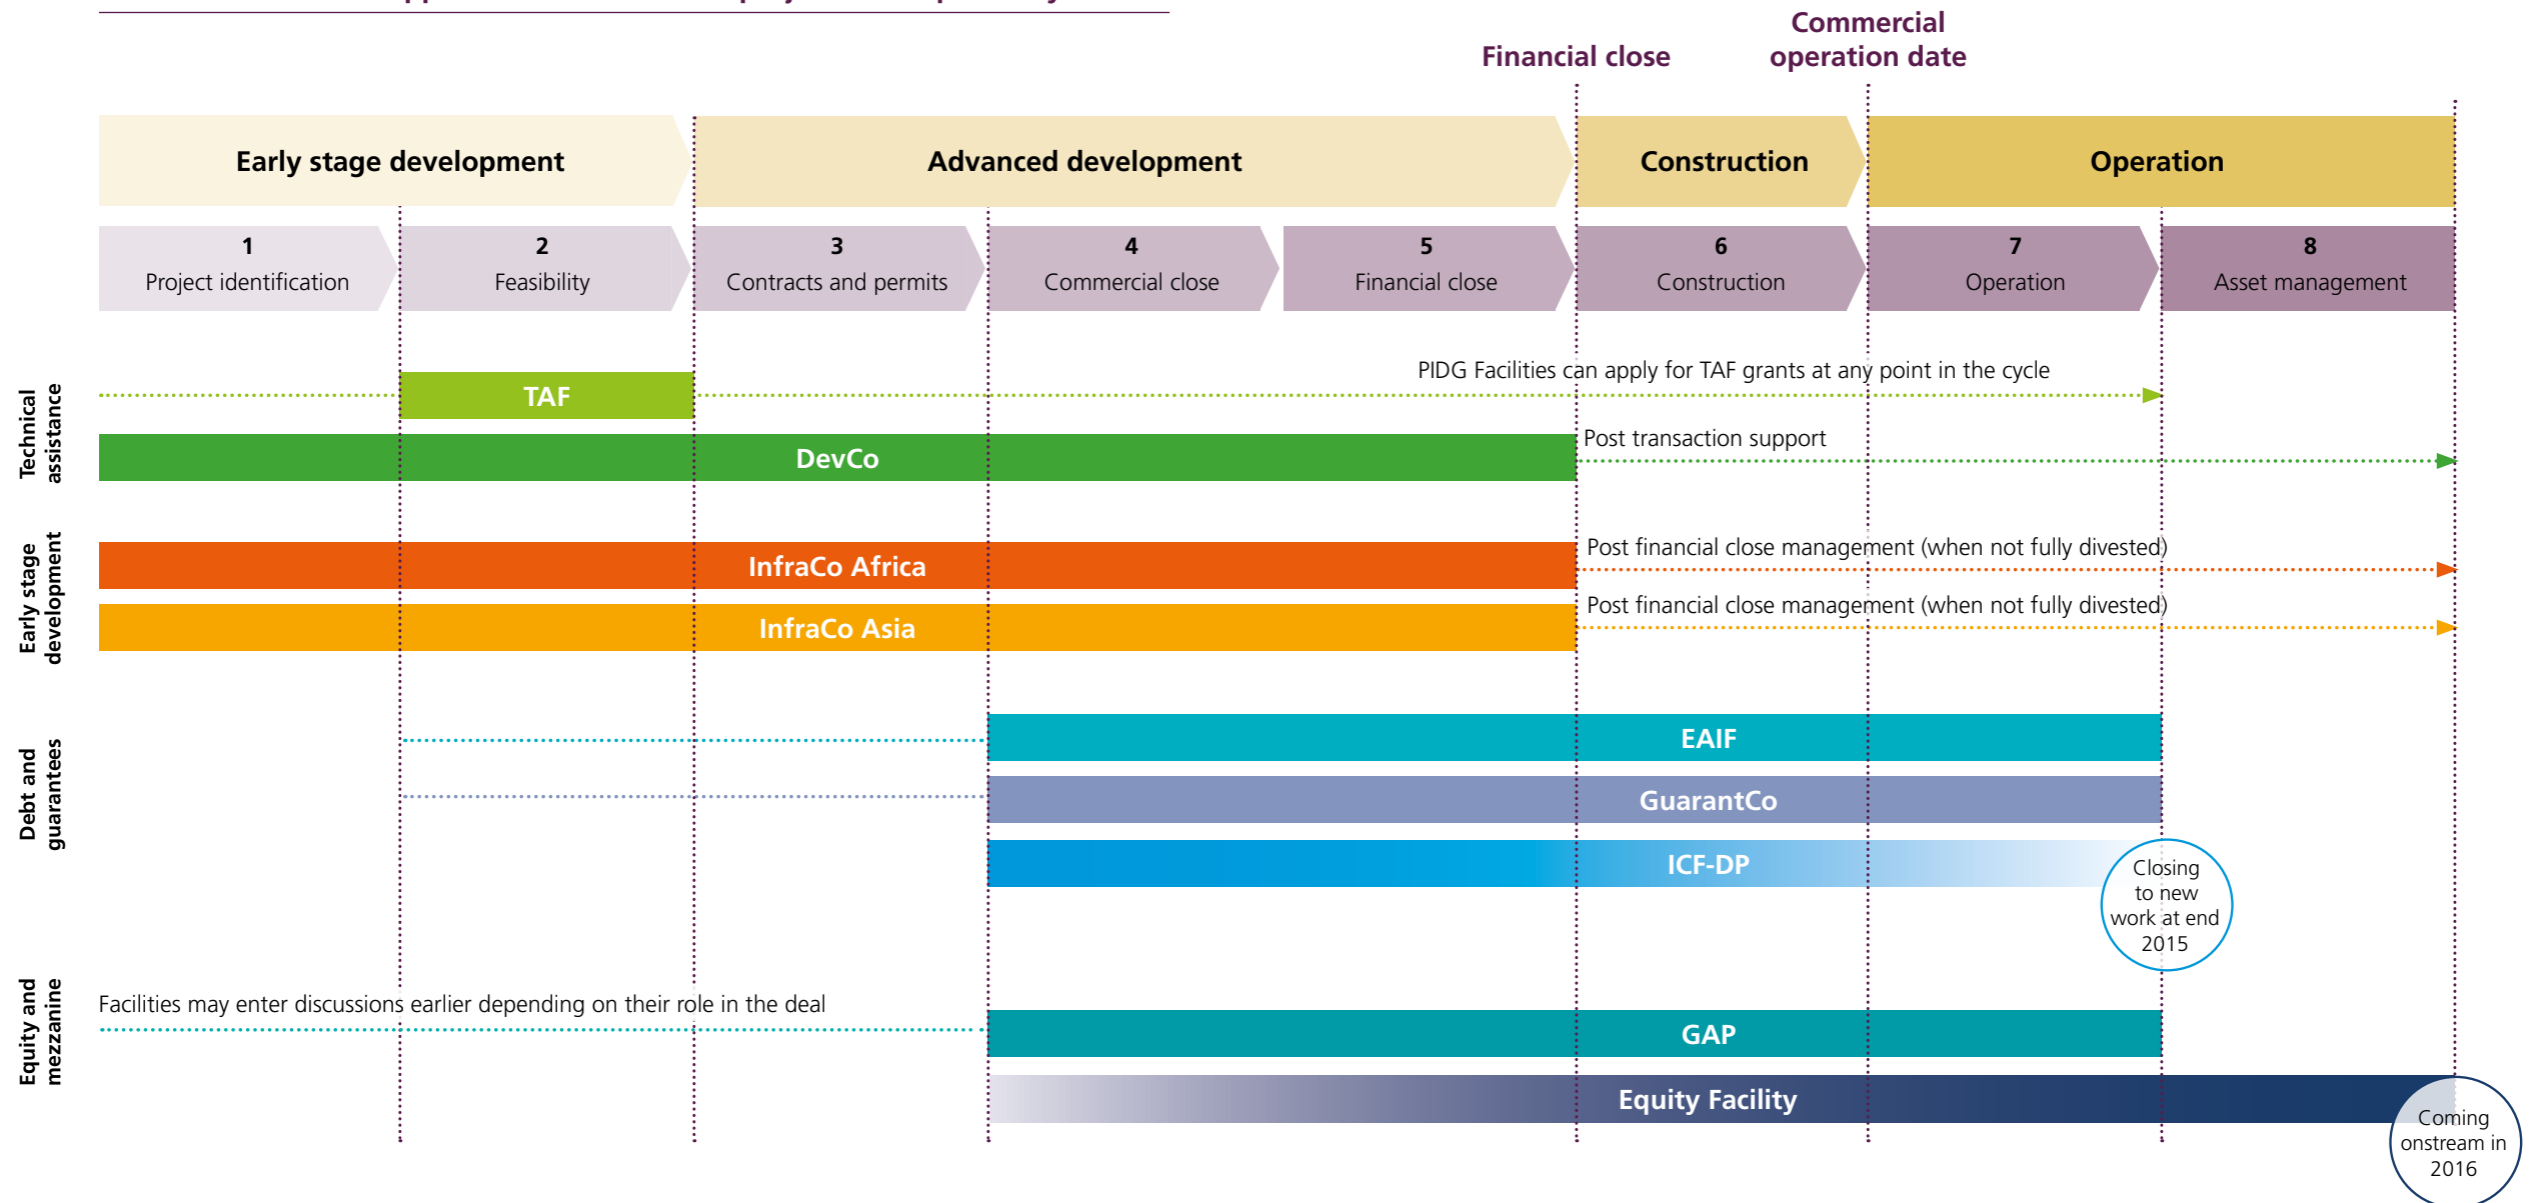 Commercial
operation date
Financial close
Early stage development
Advanced development
Construction
Operation
1
Project identification
2
Feasibility
3
Contracts and permits
4
Commercial close
5
Financial close
6
Construction
7
Operation
8
Asset management
Technical
assistance
PIDG Facilities can apply for TAF grants at any point in the cycle
TAF
Post transaction support
DevCo
Early stage
development
Post financial close management (when not fully divested)
InfraCo Africa
Post financial close management (when not fully divested)
InfraCo Asia
Debt and
guarantees
EAIF
GuarantCo
ICF-DP
Closing
to new
work at end
2015
Equity and
mezzanine
Facilities may enter discussions earlier depending on their role in the deal
GAP
Equity Facility
Coming
onstream in
2016